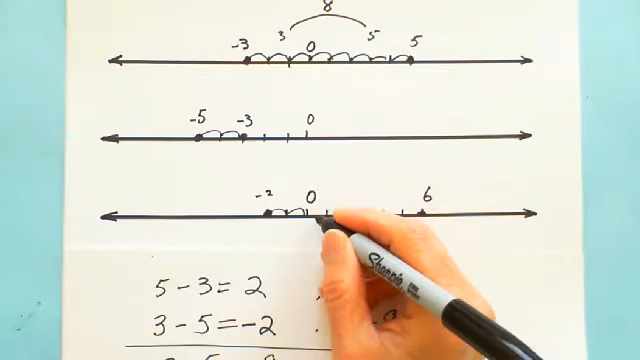 8
3 5
-3 0 5
-5 -3 0
-2 0 6
Sharpie
5 - 3 = 2
3 - 5 = -2